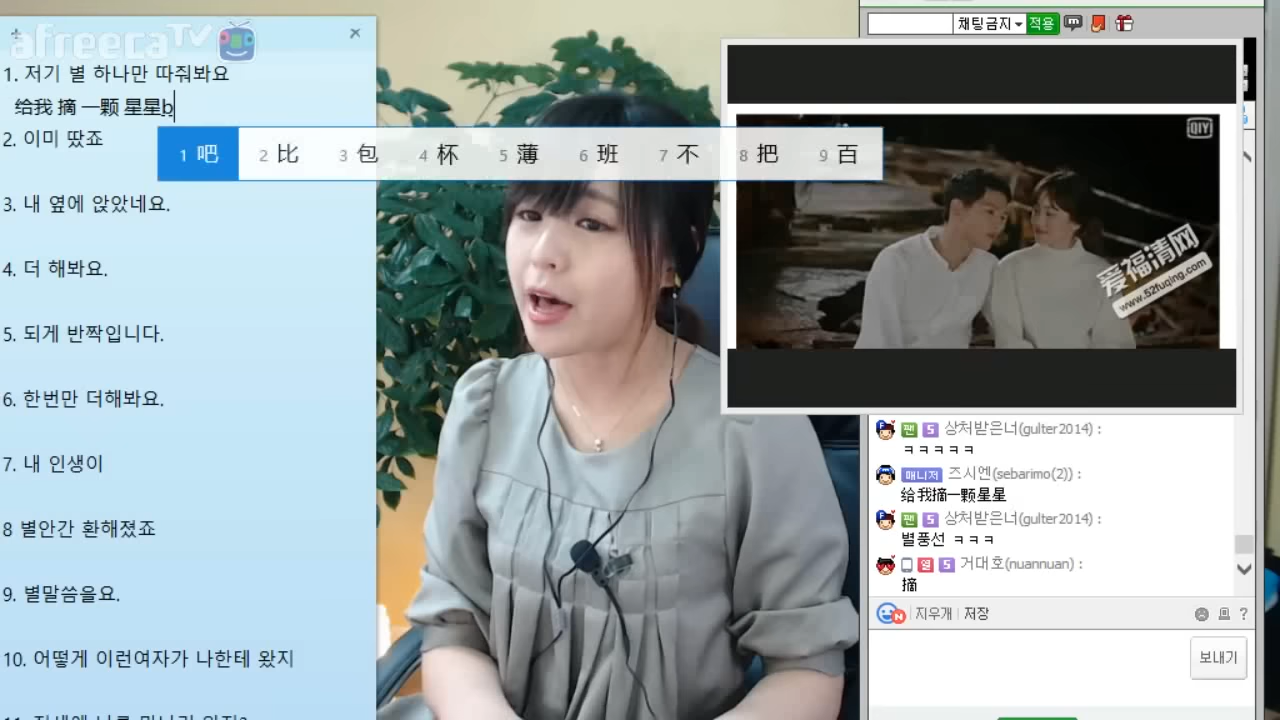 afreecaTV
1. 저기 별 하나만 따줘봐요
给我 摘 一颗 星星b
2. 이미 땄죠
1 吧 2 比 3 包 4 杯 5 薄 6 班 7 不 8 把 9 百
3. 내 옆에 앉았네요.
4. 더 해봐요.
5. 되게 반짝입니다.
6. 한번만 더해봐요.
7. 내 인생이
8 별안간 환해졌죠
9. 별말씀을요.
10. 어떻게 이런여자가 나한테 왔지
채팅금지 적용
QIY
爱福清网
www.52fuqing.com
팬 5 상처받은너(gulter2014) :
ㅋㅋㅋㅋㅋ
매니저 즈시엔(sebarimo(2)) :
给我摘一颗星星
팬 5 상처받은너(gulter2014) :
별풍선 ㅋㅋㅋ
열 5 거대호(nuannuan) :
摘
N 지우개 저장 ?
보내기